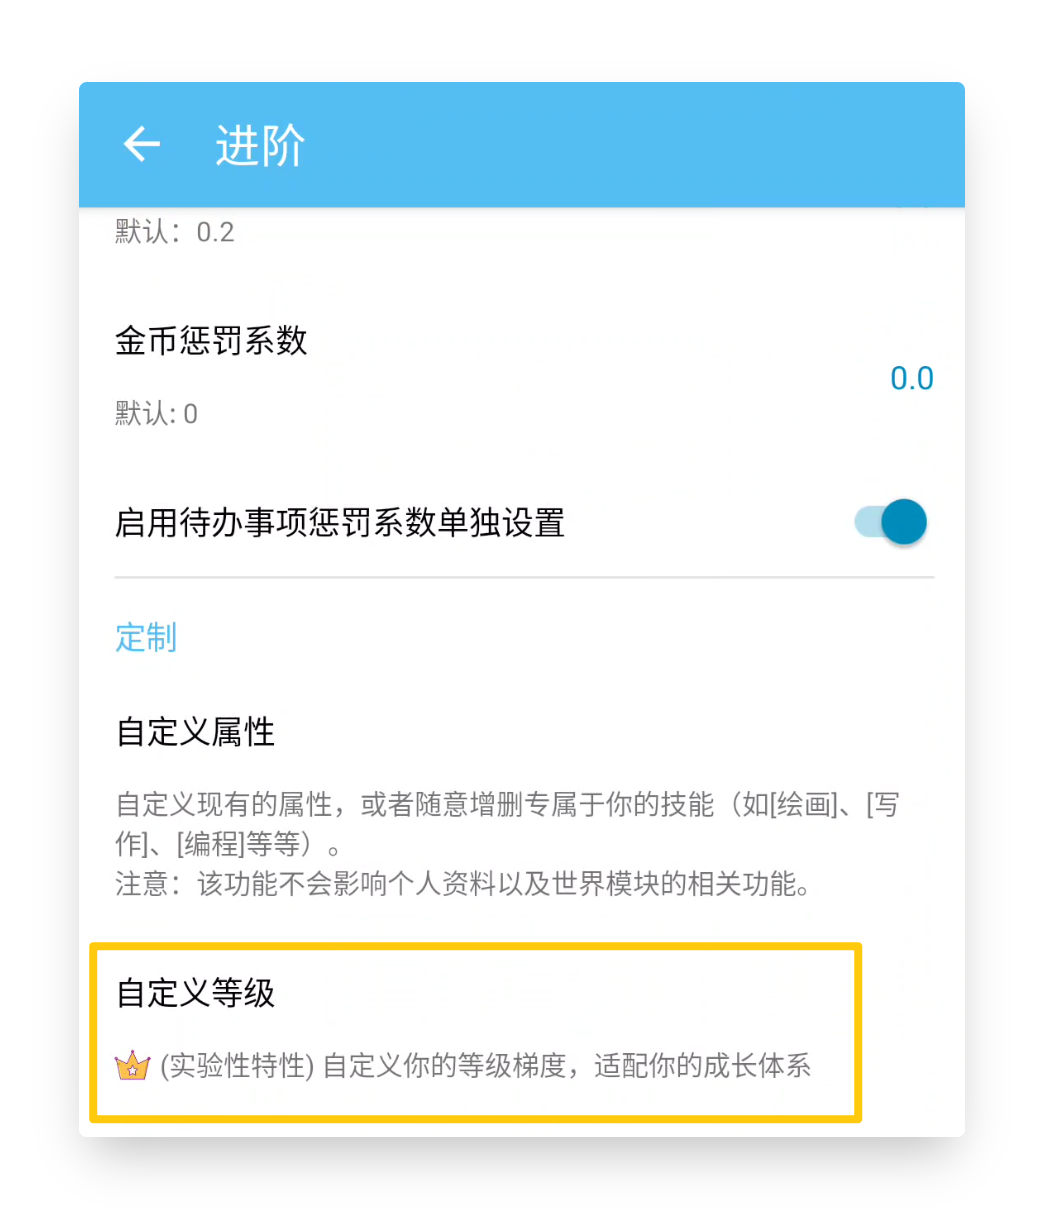 进阶
默认：0.2
金币惩罚系数
0.0
默认: 0
启用待办事项惩罚系数单独设置
定制
自定义属性
自定义现有的属性，或者随意增删专属于你的技能（如[绘画]、[写
作]、[编程]等等）。
注意：该功能不会影响个人资料以及世界模块的相关功能。
自定义等级
(实验性特性) 自定义你的等级梯度，适配你的成长体系